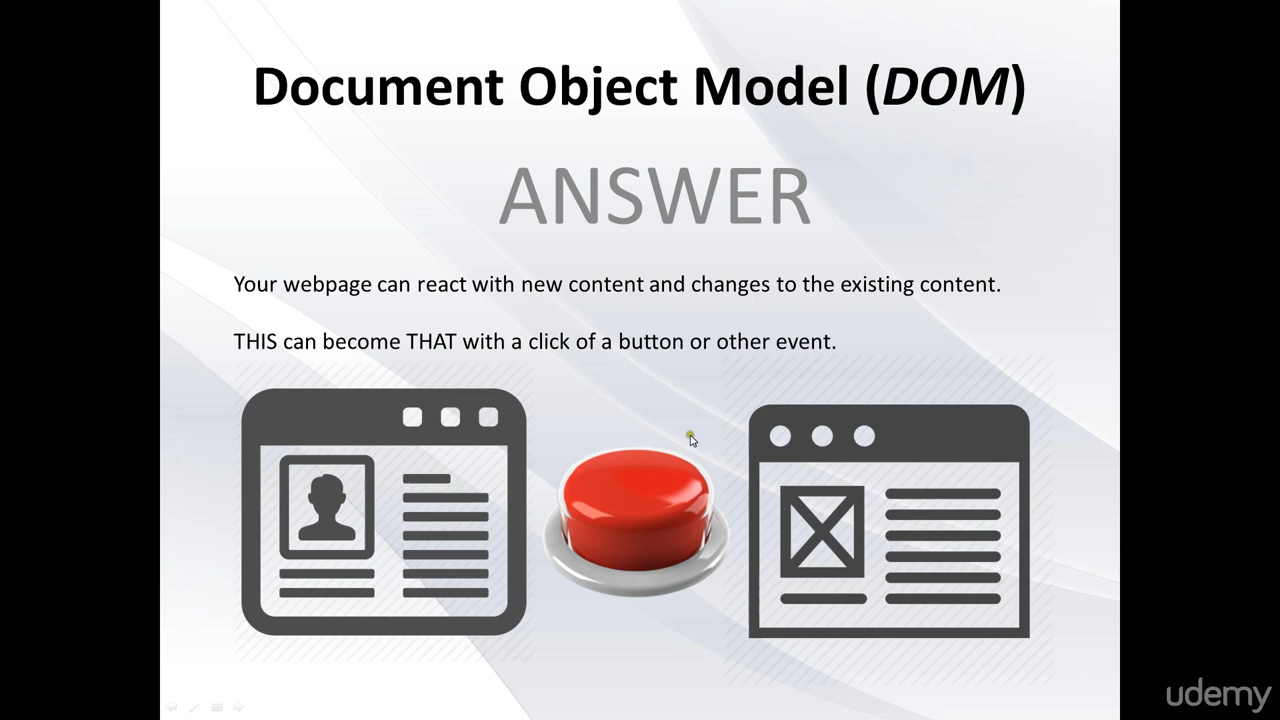 Document Object Model (DOM)
ANSWER
Your webpage can react with new content and changes to the existing content.
THIS can become THAT with a click of a button or other event.
udemy